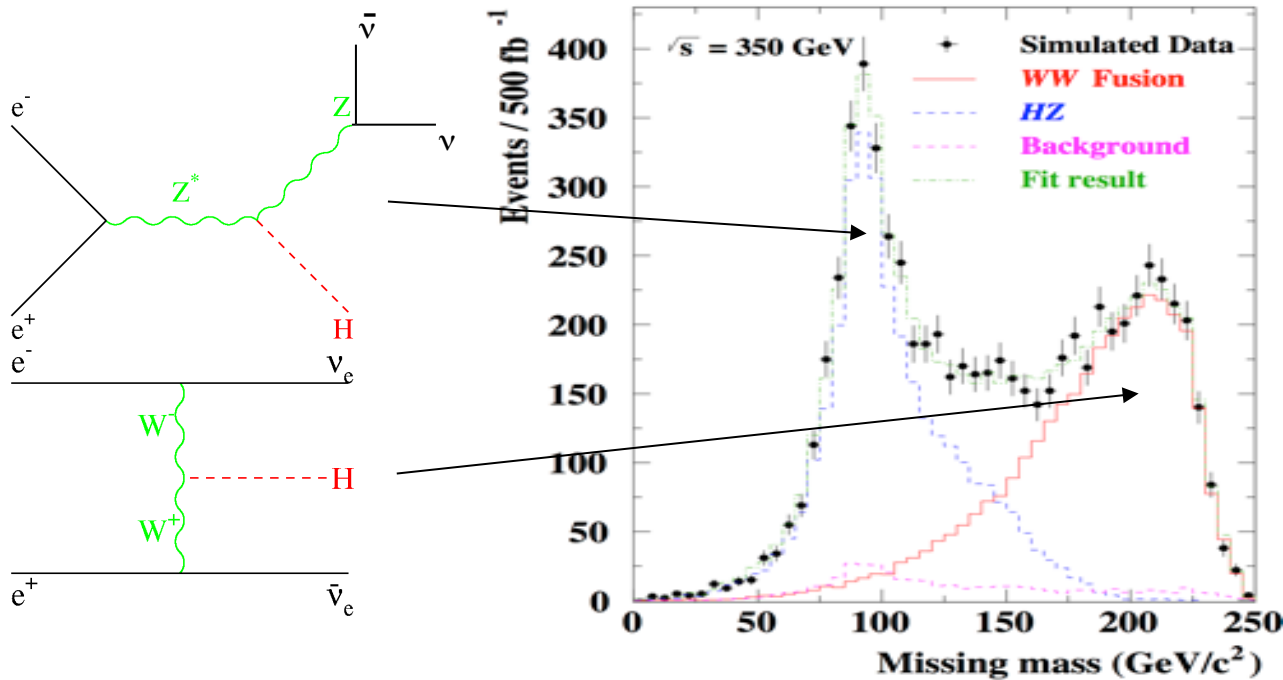 ν̄
e⁻
Z
ν
Z*
e⁺
H
e⁻
νₑ
W⁻
H
W⁺
e⁺
ν̄ₑ
√s = 350 GeV
Simulated Data
WW Fusion
HZ
Background
Fit result
Events / 500 fb⁻¹
400
350
300
250
200
150
100
50
0
0 50 100 150 200 250
Missing mass (GeV/c²)